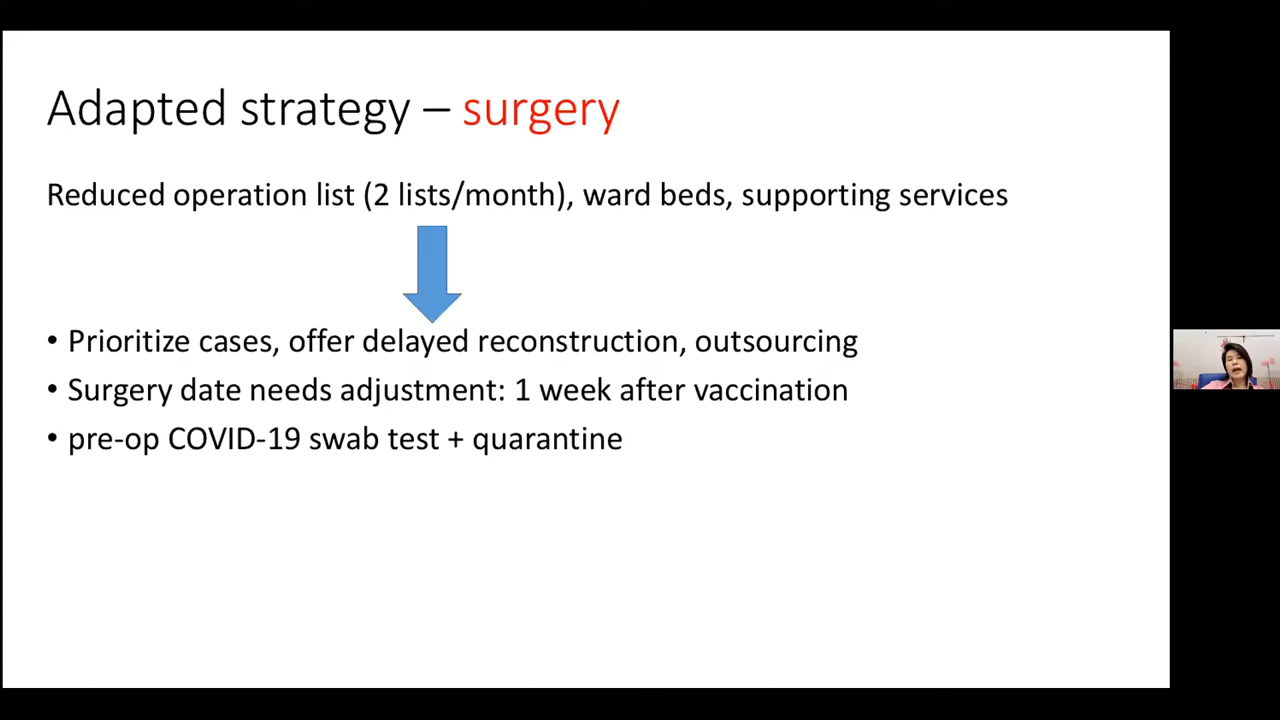 Adapted strategy – surgery
Reduced operation list (2 lists/month), ward beds, supporting services
• Prioritize cases, offer delayed reconstruction, outsourcing
• Surgery date needs adjustment: 1 week after vaccination
• pre-op COVID-19 swab test + quarantine